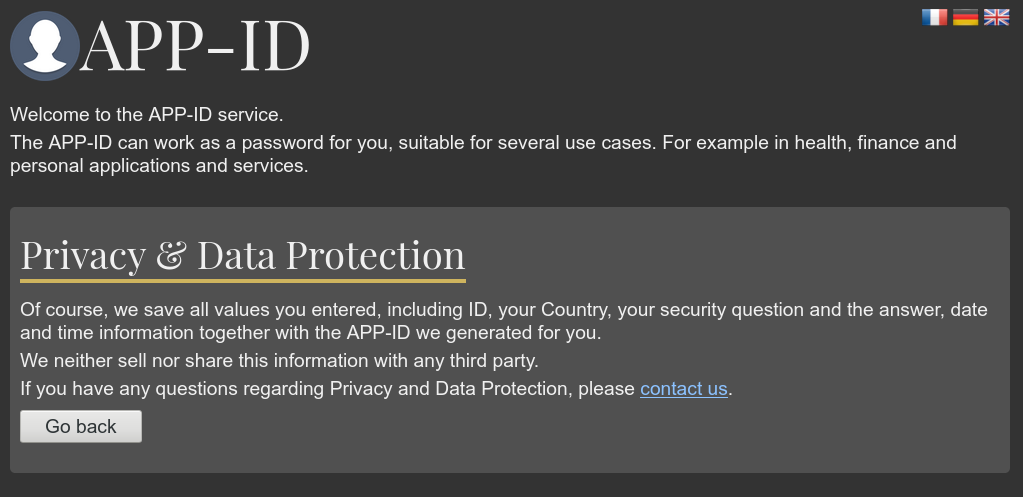 APP-ID
Welcome to the APP-ID service.
The APP-ID can work as a password for you, suitable for several use cases. For example in health, finance and
personal applications and services.
Privacy & Data Protection
Of course, we save all values you entered, including ID, your Country, your security question and the answer, date
and time information together with the APP-ID we generated for you.
We neither sell nor share this information with any third party.
If you have any questions regarding Privacy and Data Protection, please contact us.
Go back